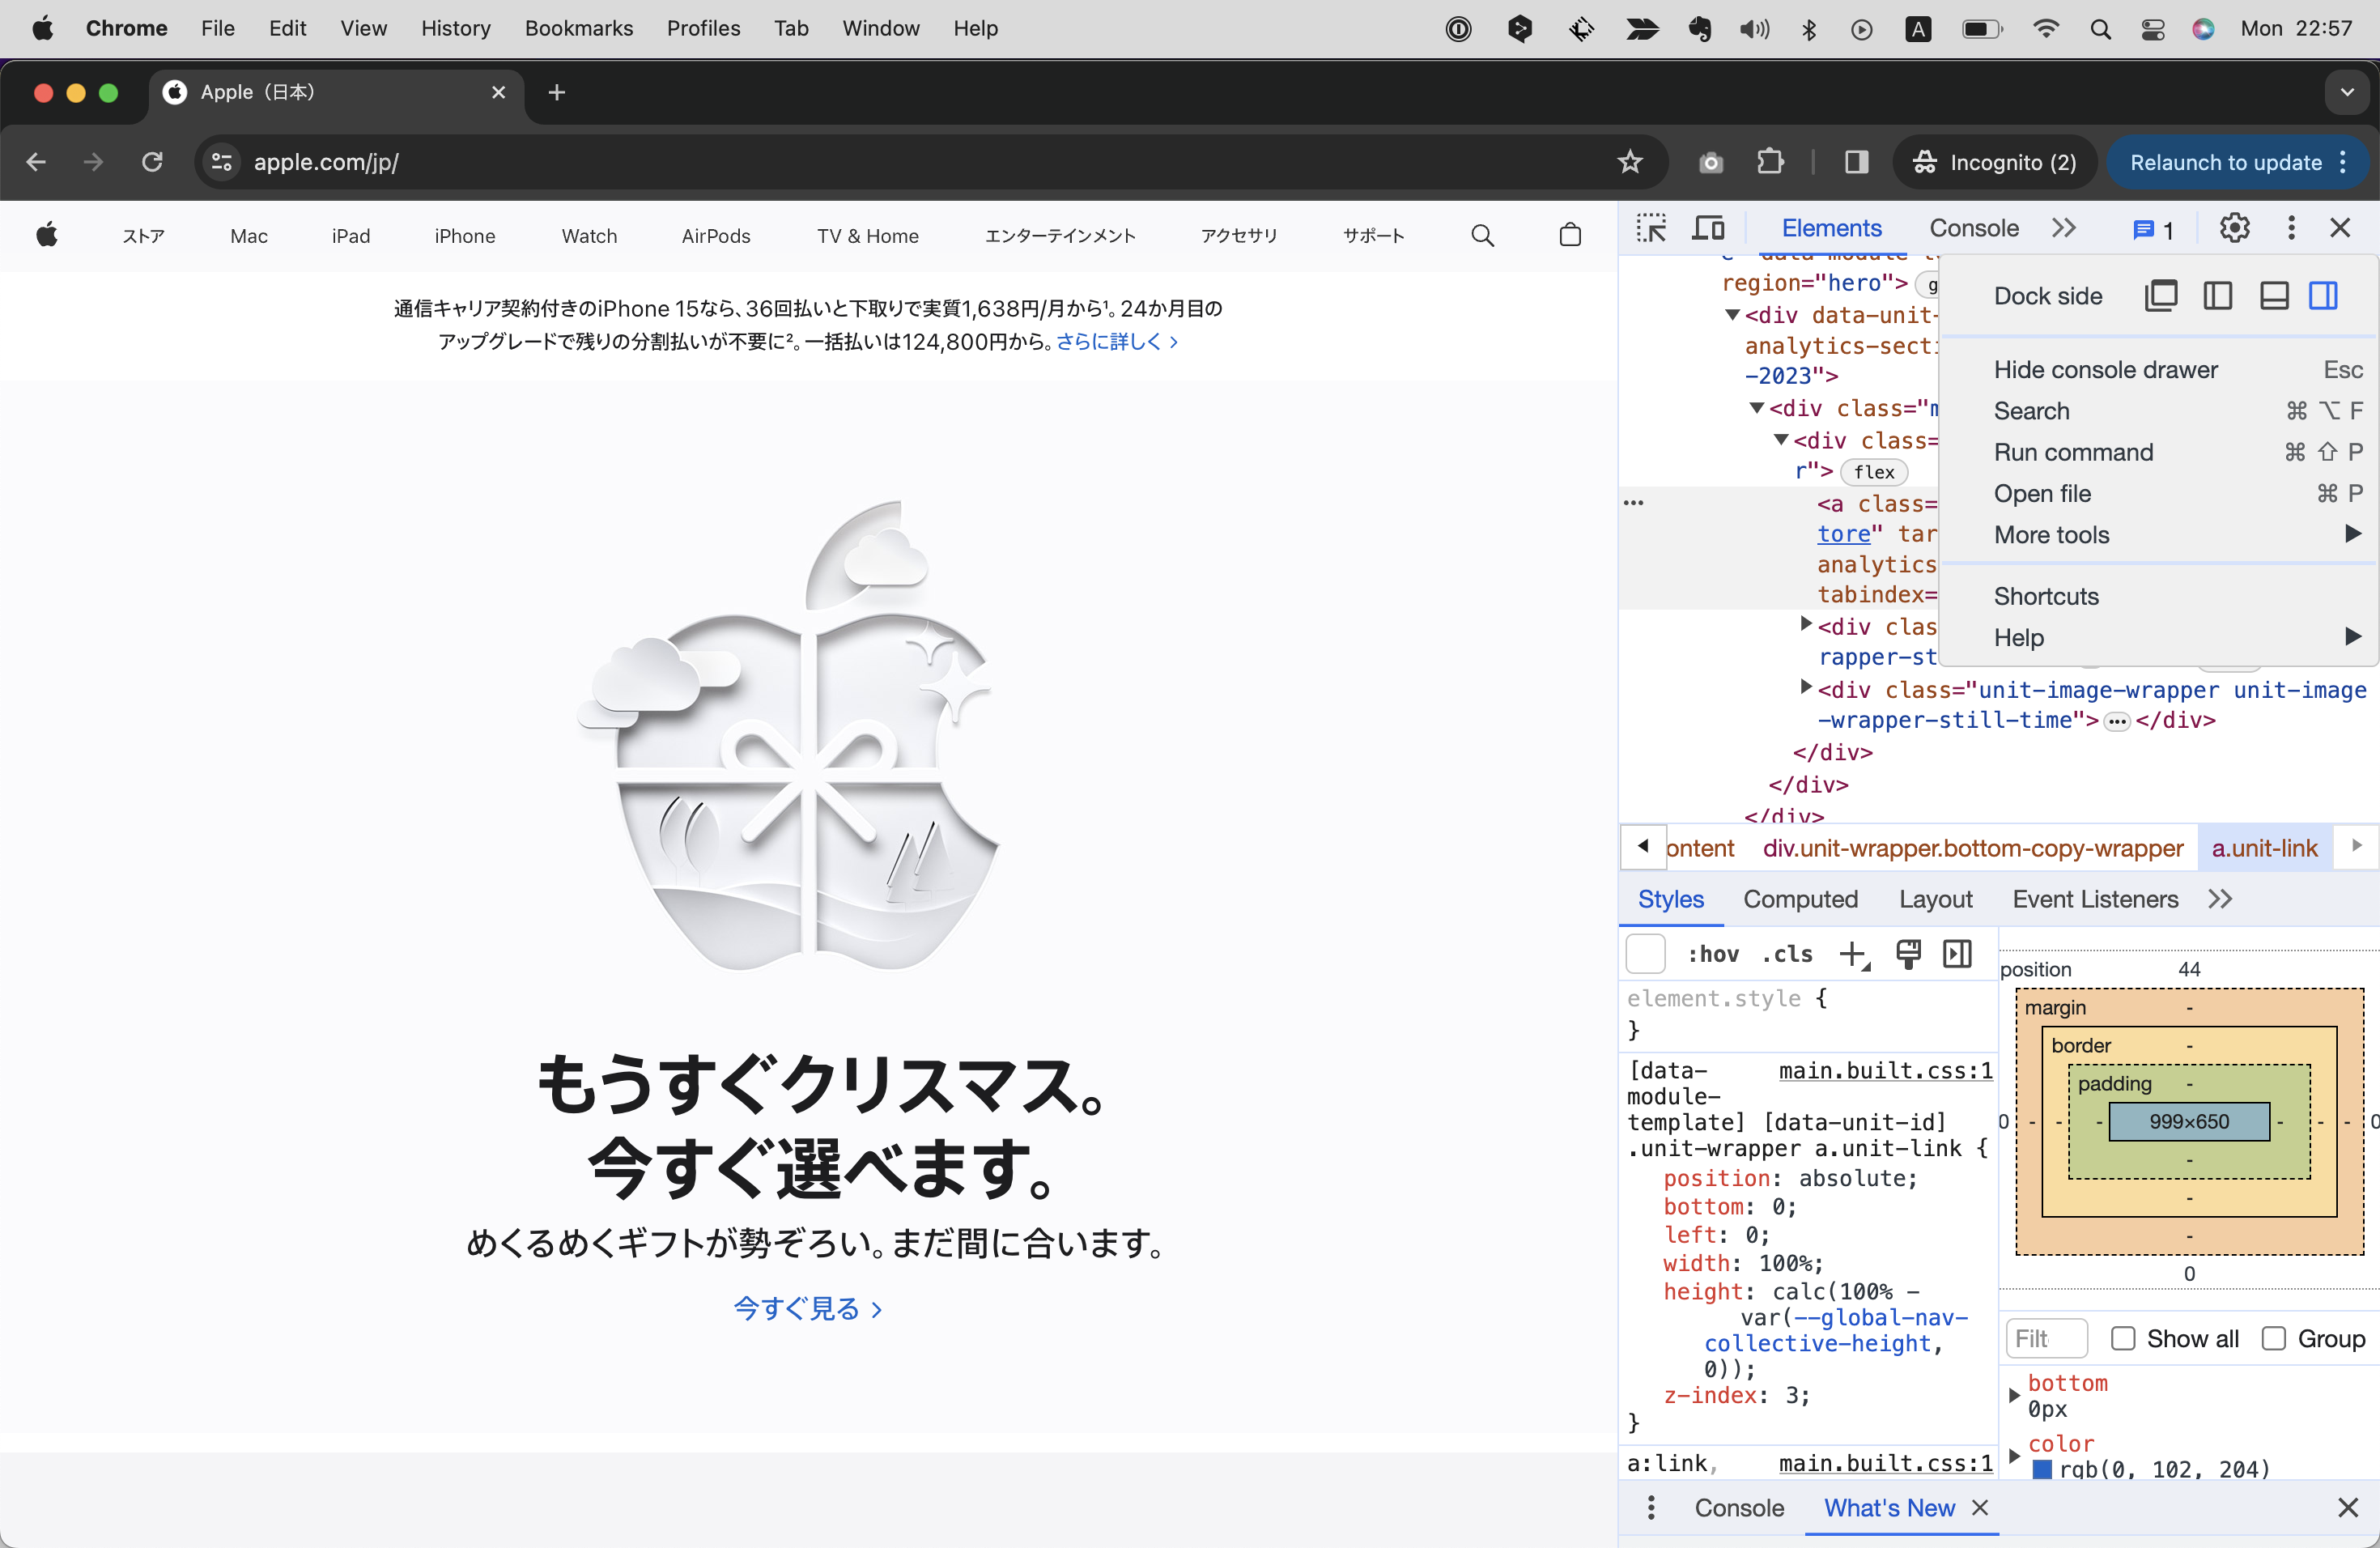 Chrome File Edit View History Bookmarks Profiles Tab Window Help Mon 22:57
Apple（日本）
apple.com/jp/ Incognito (2) Relaunch to update
ストア Mac iPad iPhone Watch AirPods TV & Home エンターテインメント アクセサリ サポート
通信キャリア契約付きのiPhone 15なら、36回払いと下取りで実質1,638円/月から¹。24か月目の
アップグレードで残りの分割払いが不要に²。一括払いは124,800円から。さらに詳しく >
もうすぐクリスマス。
今すぐ選べます。
めくるめくギフトが勢ぞろい。まだ間に合います。
今すぐ見る >
Elements Console 1
region="hero">
<div data-unit-
analytics-secti
-2023">
<div class="m
<div class=
r"> flex
<a class=
tore" tar
analytics
tabindex=
<div clas
rapper-st
<div class="unit-image-wrapper unit-image
-wrapper-still-time"> … </div>
</div>
</div>
</div>
Dock side
Hide console drawer Esc
Search ⌘ ⌥ F
Run command ⌘ ⇧ P
Open file ⌘ P
More tools
Shortcuts
Help
ontent div.unit-wrapper.bottom-copy-wrapper a.unit-link
Styles Computed Layout Event Listeners
:hov .cls
element.style {
}
[data- main.built.css:1
module-
template] [data-unit-id]
.unit-wrapper a.unit-link {
position: absolute;
bottom: 0;
left: 0;
width: 100%;
height: calc(100% -
var(--global-nav-
collective-height,
0));
z-index: 3;
}
a:link, main.built.css:1
position 44
margin -
border -
padding -
0 - - - 999×650 - - - 0
-
-
-
0
Filt Show all Group
bottom
0px
color
rgb(0, 102, 204)
Console What's New